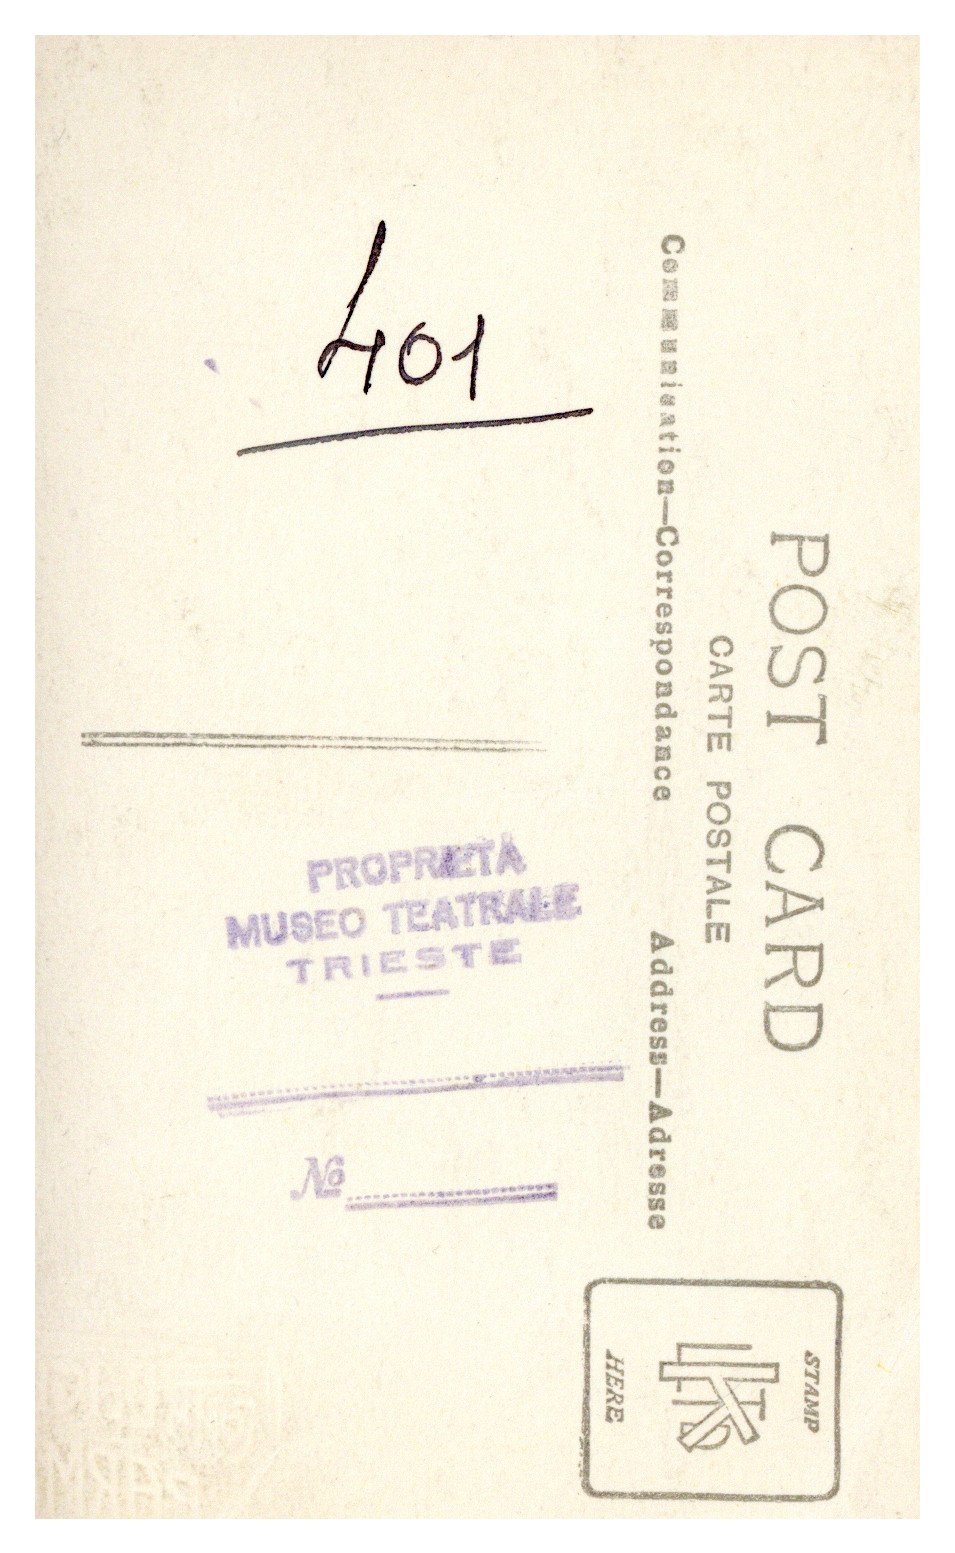 401
POST CARD
CARTE POSTALE
Communication—Correspondance
Address—Adresse
PROPRIETÀ
MUSEO TEATRALE
TRIESTE
No
STAMP
HERE